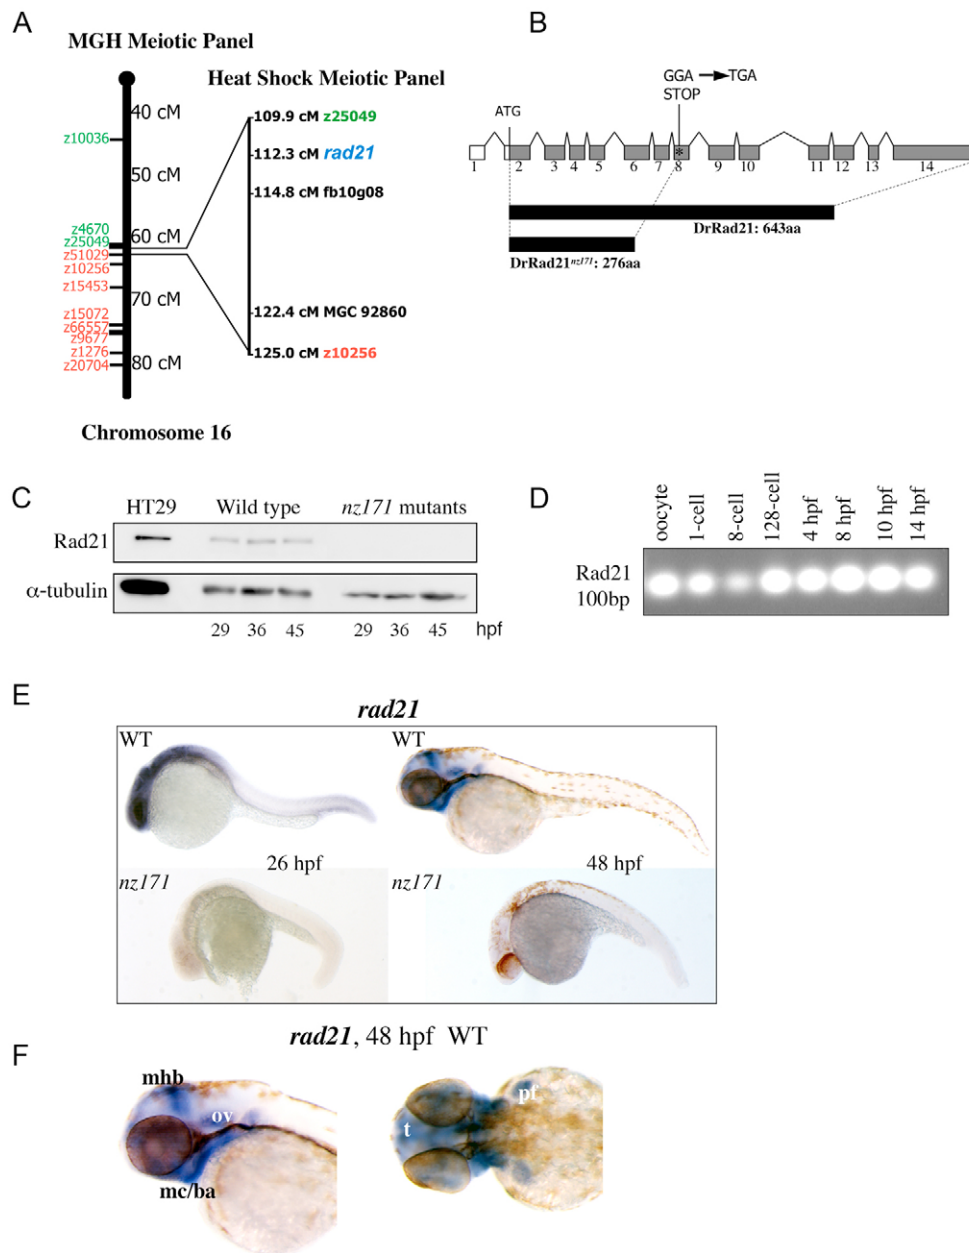 A
MGH Meiotic Panel
Heat Shock Meiotic Panel
40 cM
z10036
50 cM
z4670
60 cM
z25049
z51029
z10256
z15453
70 cM
z15072
z66557
z9677
z1276
80 cM
z20704
109.9 cM z25049
112.3 cM rad21
114.8 cM fb10g08
122.4 cM MGC 92860
125.0 cM z10256
Chromosome 16
B
GGA TGA
STOP
ATG
*
1 2 3 4 5 6 7 8 9 10 11 12 13 14
DrRad21: 643aa
DrRad21nz171: 276aa
C
HT29 Wild type nz171 mutants
Rad21
α-tubulin
29 36 45 29 36 45 hpf
D
oocyte
1-cell
8-cell
128-cell
4 hpf
8 hpf
10 hpf
14 hpf
Rad21
100bp
E
rad21
WT WT
26 hpf 48 hpf
nz171 nz171
F
rad21, 48 hpf WT
mhb
ov
mc/ba
pf
t